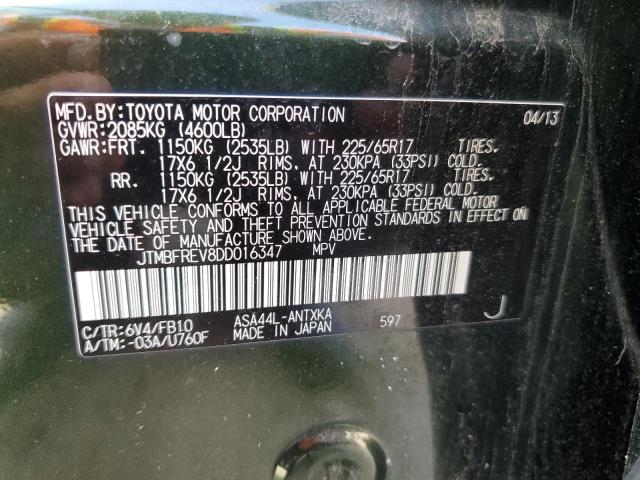 MFD.BY:TOYOTA MOTOR CORPORATION 04/13
GVWR:2085KG (4600LB)
GAWR:FRT. 1150KG (2535LB) WITH 225/65R17 TIRES.
17X6 1/2J RIMS, AT 230KPA (33PSI) COLD.
RR. 1150KG (2535LB) WITH 225/65R17 TIRES.
17X6 1/2J RIMS, AT 230KPA (33PSI) COLD.
THIS VEHICLE CONFORMS TO ALL APPLICABLE FEDERAL MOTOR
VEHICLE SAFETY AND THEFT PREVENTION STANDARDS IN EFFECT ON
THE DATE OF MANUFACTURE SHOWN ABOVE.
JTMBFREV8DD016347 MPV
J
C/TR:6V4/FB10 ASA44L-ANTXKA 597
A/TM:-03A/U760F MADE IN JAPAN